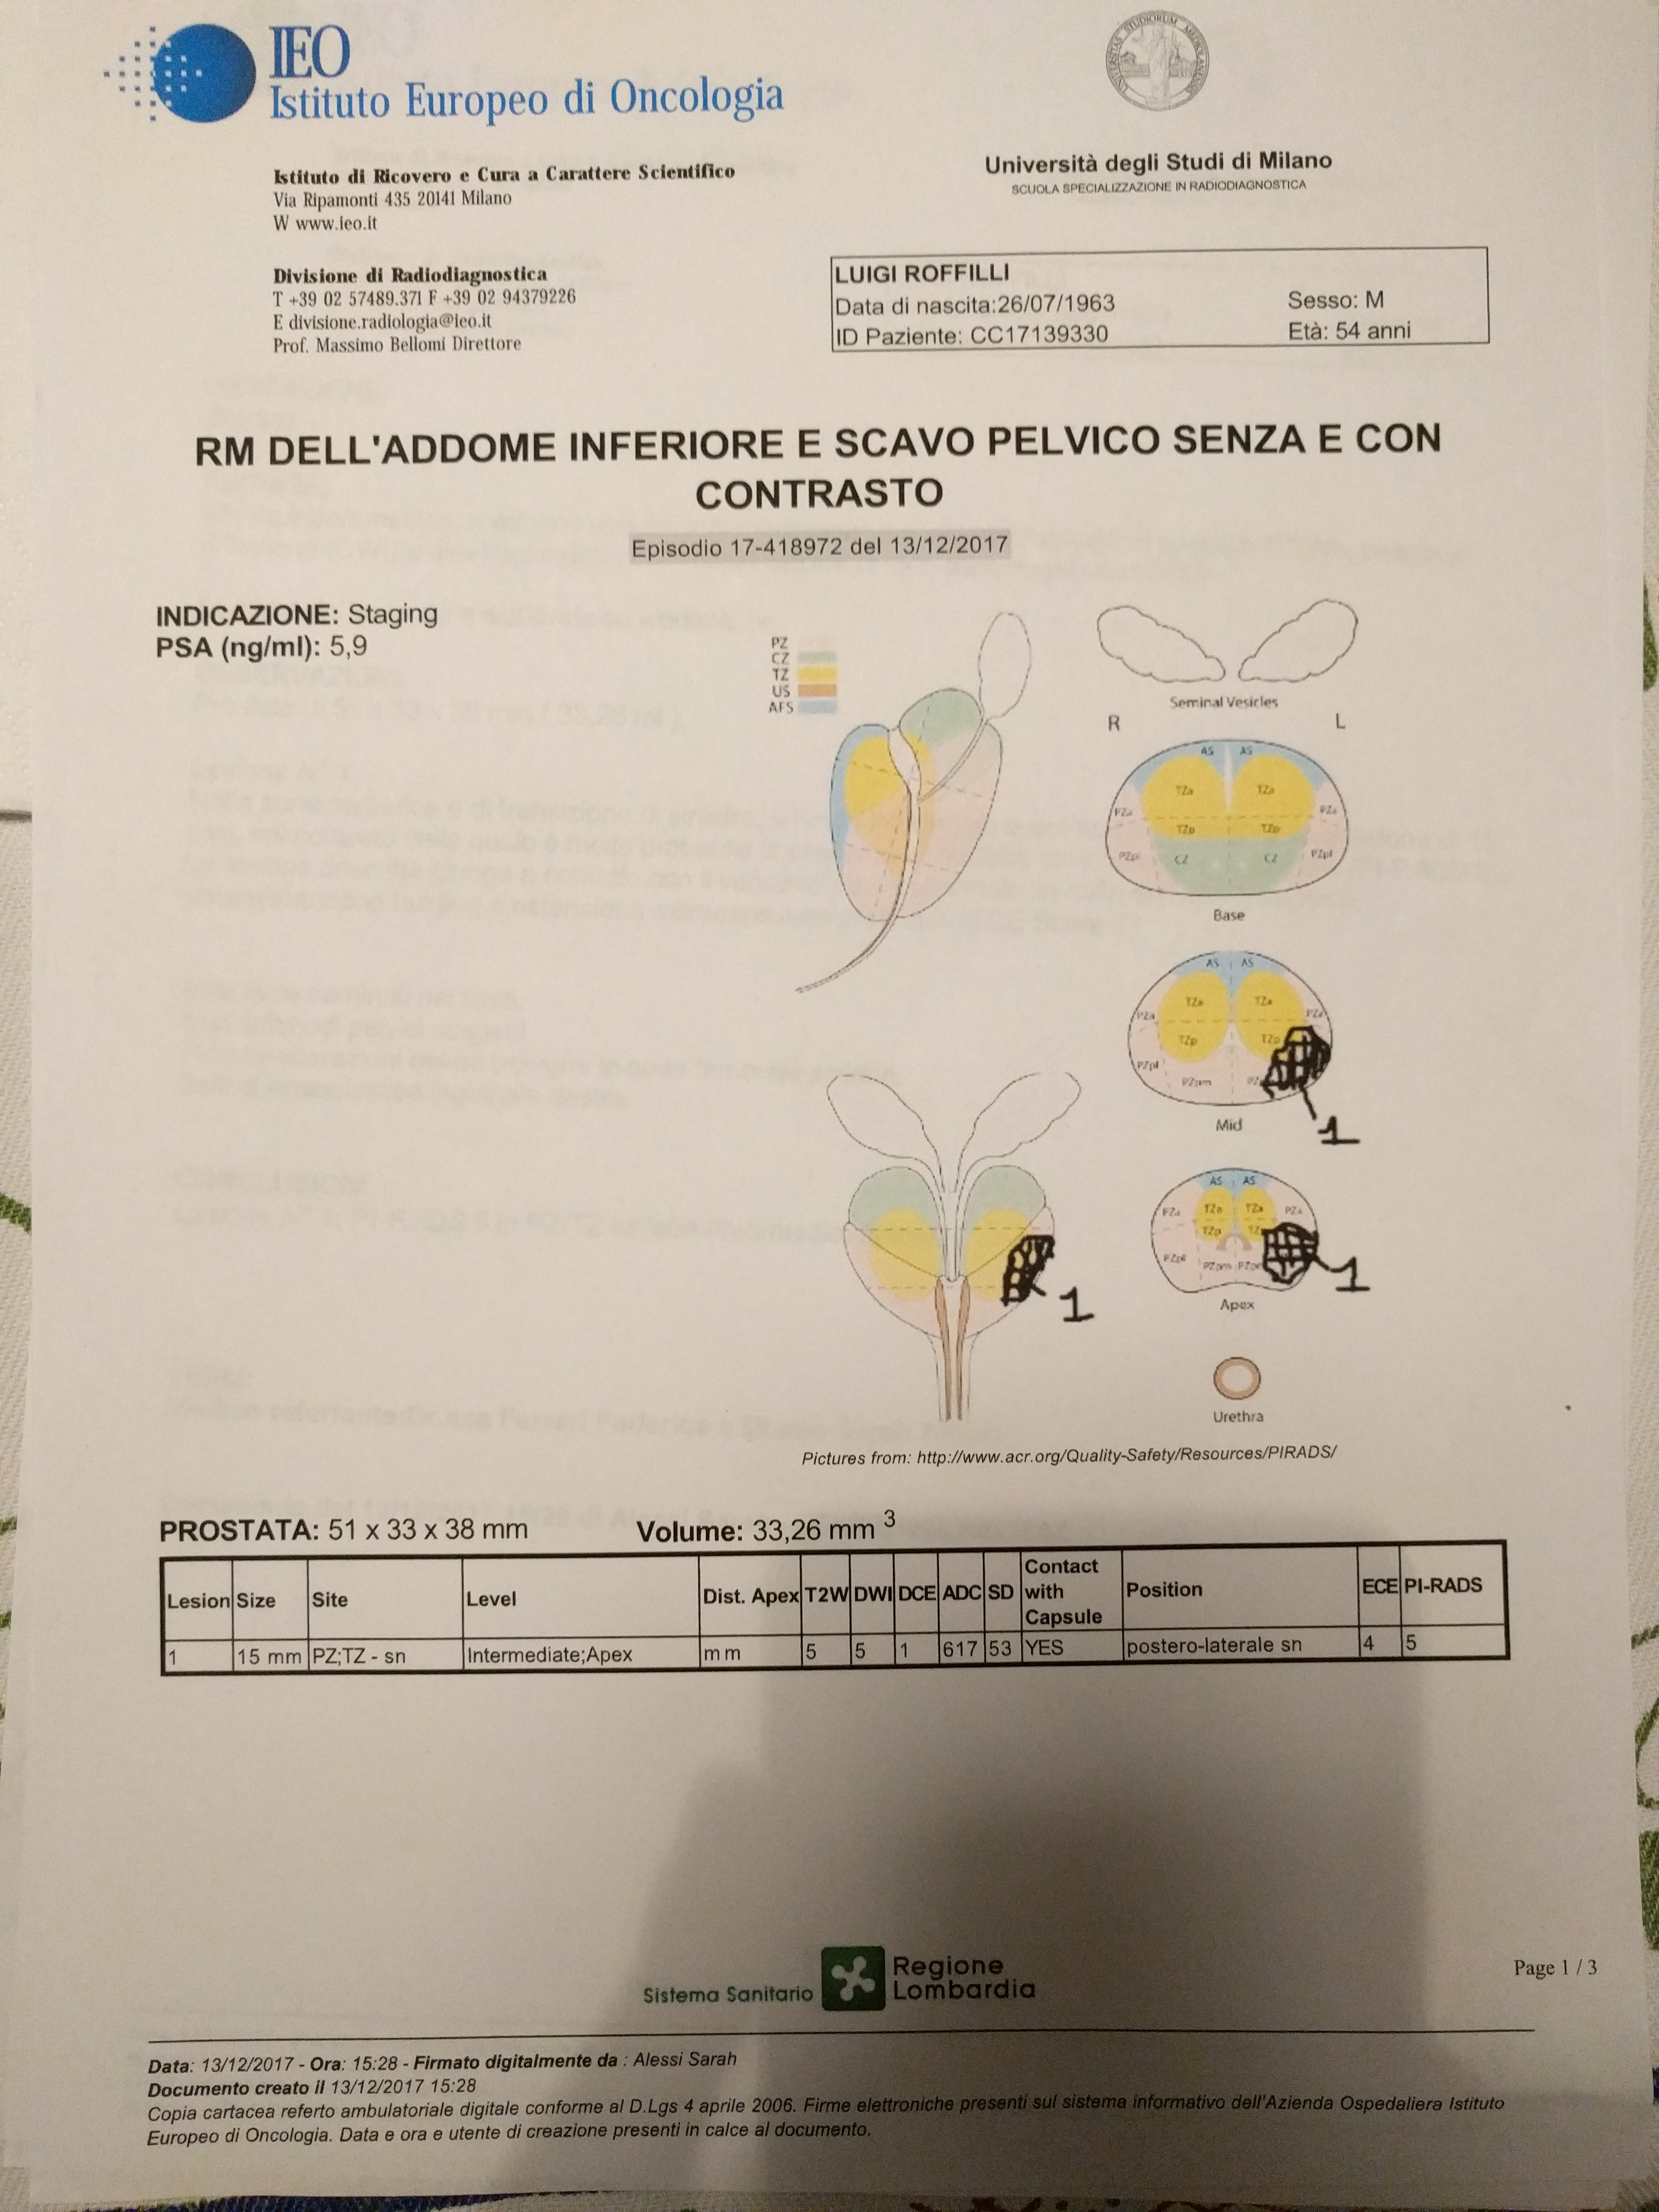 IEO
Istituto Europeo di Oncologia
Istituto di Ricovero e Cura a Carattere Scientifico
Via Ripamonti 435 20141 Milano
W www.ieo.it
Università degli Studi di Milano
SCUOLA SPECIALIZZAZIONE IN RADIODIAGNOSTICA
Divisione di Radiodiagnostica
T +39 02 57489.371 F +39 02 94379226
E divisione.radiologia@ieo.it
Prof. Massimo Bellomi Direttore
LUIGI ROFFILLI
Data di nascita:26/07/1963 Sesso: M
ID Paziente: CC17139330 Età: 54 anni
RM DELL'ADDOME INFERIORE E SCAVO PELVICO SENZA E CON
CONTRASTO
Episodio 17-418972 del 13/12/2017
INDICAZIONE: Staging
PSA (ng/ml): 5,9
PZ
CZ
TZ
US
AFS
Seminal Vesicles
R L
AS AS
TZa TZa
PZa PZa
TZp TZp
PZpl CZ CZ PZpl
Base
AS AS
TZa TZa
PZa PZa
TZp TZp
PZpl
PZpm
Mid
1
AS AS
PZa TZa TZa PZa
TZp
PZpl
PZpm PZpm
1
Apex
1
Urethra
Pictures from: http://www.acr.org/Quality-Safety/Resources/PIRADS/
PROSTATA: 51 x 33 x 38 mm Volume: 33,26 mm 3
Lesion Size Site Level Dist. Apex T2W DWI DCE ADC SD Contact with Capsule Position ECE PI-RADS
1 15 mm PZ;TZ - sn Intermediate;Apex mm 5 5 1 617 53 YES postero-laterale sn 4 5
Sistema Sanitario Regione
Lombardia
Page 1 / 3
Data: 13/12/2017 - Ora: 15:28 - Firmato digitalmente da : Alessi Sarah
Documento creato il 13/12/2017 15:28
Copia cartacea referto ambulatoriale digitale conforme al D.Lgs 4 aprile 2006. Firme elettroniche presenti sul sistema informativo dell'Azienda Ospedaliera Istituto
Europeo di Oncologia. Data e ora e utente di creazione presenti in calce al documento.